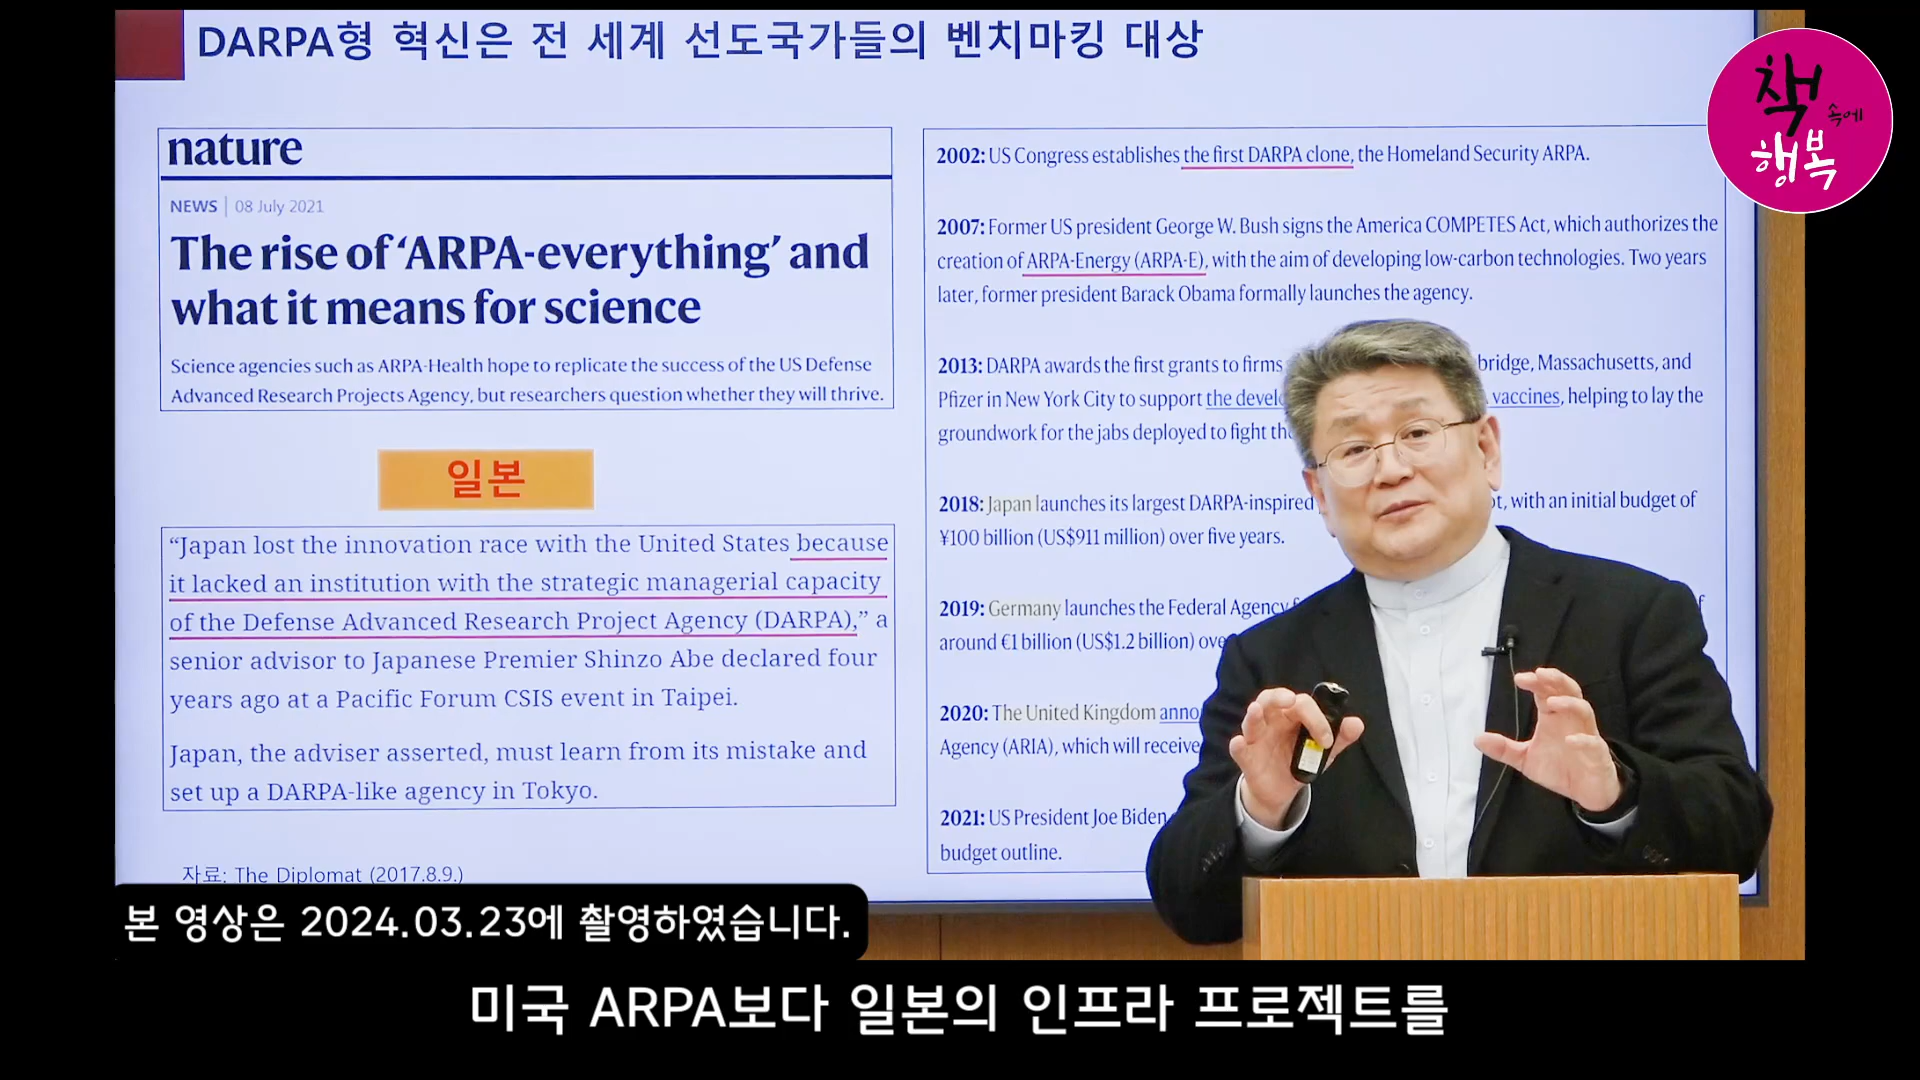 DARPA형 혁신은 전 세계 선도국가들의 벤치마킹 대상
책
속에
행복
nature
NEWS | 08 July 2021
The rise of ‘ARPA-everything’ and
what it means for science
Science agencies such as ARPA-Health hope to replicate the success of the US Defense
Advanced Research Projects Agency, but researchers question whether they will thrive.
일본
“Japan lost the innovation race with the United States because
it lacked an institution with the strategic managerial capacity
of the Defense Advanced Research Project Agency (DARPA),” a
senior advisor to Japanese Premier Shinzo Abe declared four
years ago at a Pacific Forum CSIS event in Taipei.
Japan, the adviser asserted, must learn from its mistake and
set up a DARPA-like agency in Tokyo.
자료: The Diplomat (2017.8.9.)
2002: US Congress establishes the first DARPA clone, the Homeland Security ARPA.
2007: Former US president George W. Bush signs the America COMPETES Act, which authorizes the
creation of ARPA-Energy (ARPA-E), with the aim of developing low-carbon technologies. Two years
later, former president Barack Obama formally launches the agency.
2013: DARPA awards the first grants to firms bridge, Massachusetts, and
Pfizer in New York City to support the devel vaccines, helping to lay the
groundwork for the jabs deployed to fight th
2018: Japan launches its largest DARPA-inspired t, with an initial budget of
¥100 billion (US$911 million) over five years.
2019: Germany launches the Federal Agency f
around €1 billion (US$1.2 billion) ove
2020: The United Kingdom anno
Agency (ARIA), which will receive
2021: US President Joe Biden
budget outline.
본 영상은 2024.03.23에 촬영하였습니다.
미국 ARPA보다 일본의 인프라 프로젝트를